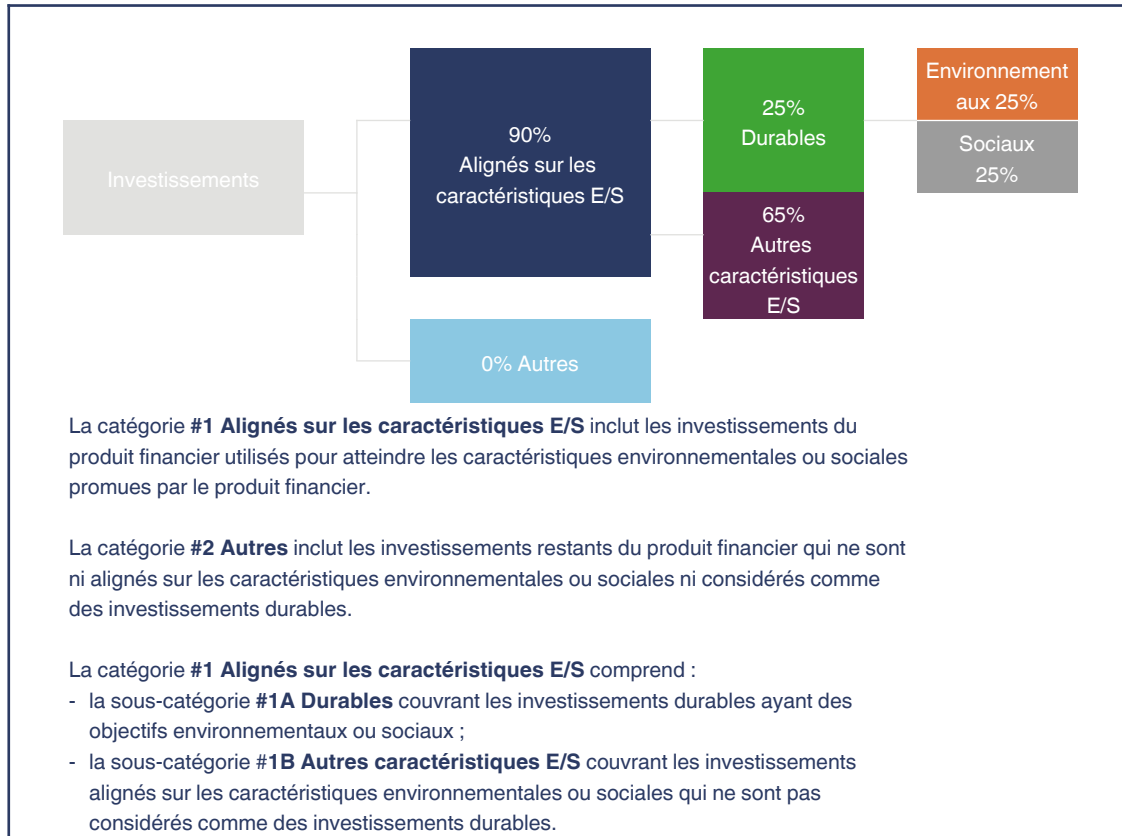 Investissements
90%
Alignés sur les
caractéristiques E/S
0% Autres
25%
Durables
65%
Autres
caractéristiques
E/S
Environnement
aux 25%
Sociaux
25%
La catégorie #1 Alignés sur les caractéristiques E/S inclut les investissements du
produit financier utilisés pour atteindre les caractéristiques environnementales ou sociales
promues par le produit financier.
La catégorie #2 Autres inclut les investissements restants du produit financier qui ne sont
ni alignés sur les caractéristiques environnementales ou sociales ni considérés comme
des investissements durables.
La catégorie #1 Alignés sur les caractéristiques E/S comprend :
- la sous-catégorie #1A Durables couvrant les investissements durables ayant des
objectifs environnementaux ou sociaux ;
- la sous-catégorie #1B Autres caractéristiques E/S couvrant les investissements
alignés sur les caractéristiques environnementales ou sociales qui ne sont pas
considérés comme des investissements durables.